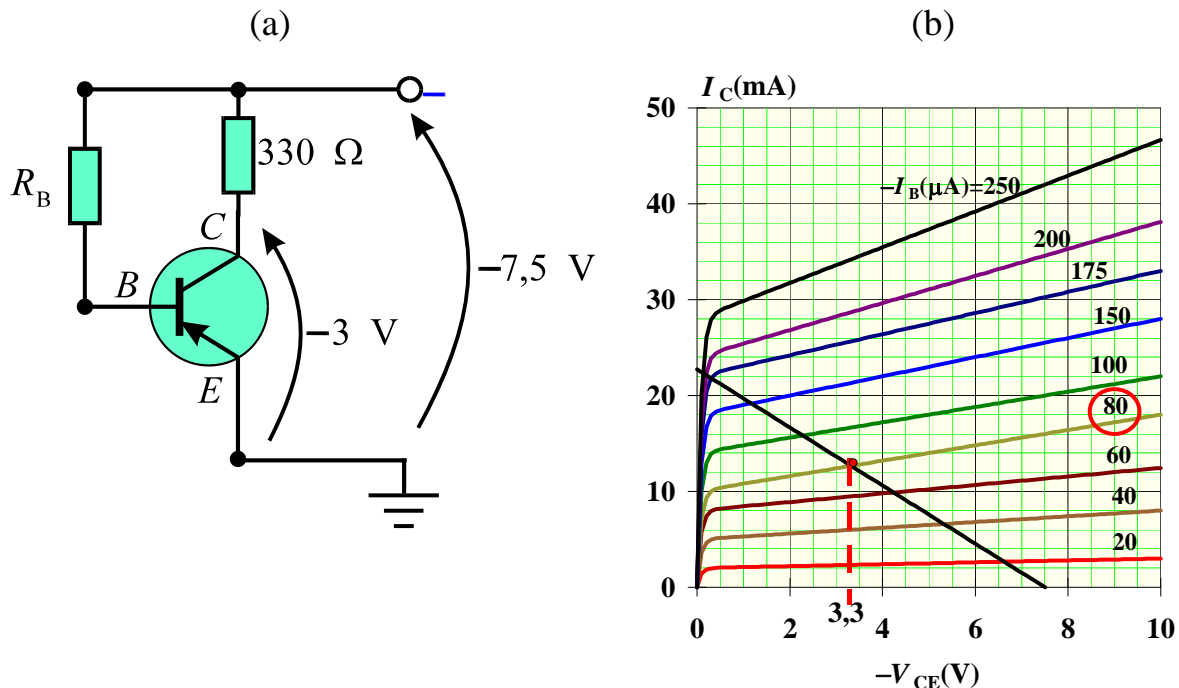 (a)
330 Ω
R_B
C
B
E
–3 V
–7,5 V
(b)
I_C(mA)
50
40
30
20
10
0
–I_B(μA)=250
200
175
150
100
80
60
40
20
3,3
0 2 4 6 8 10
–V_CE(V)